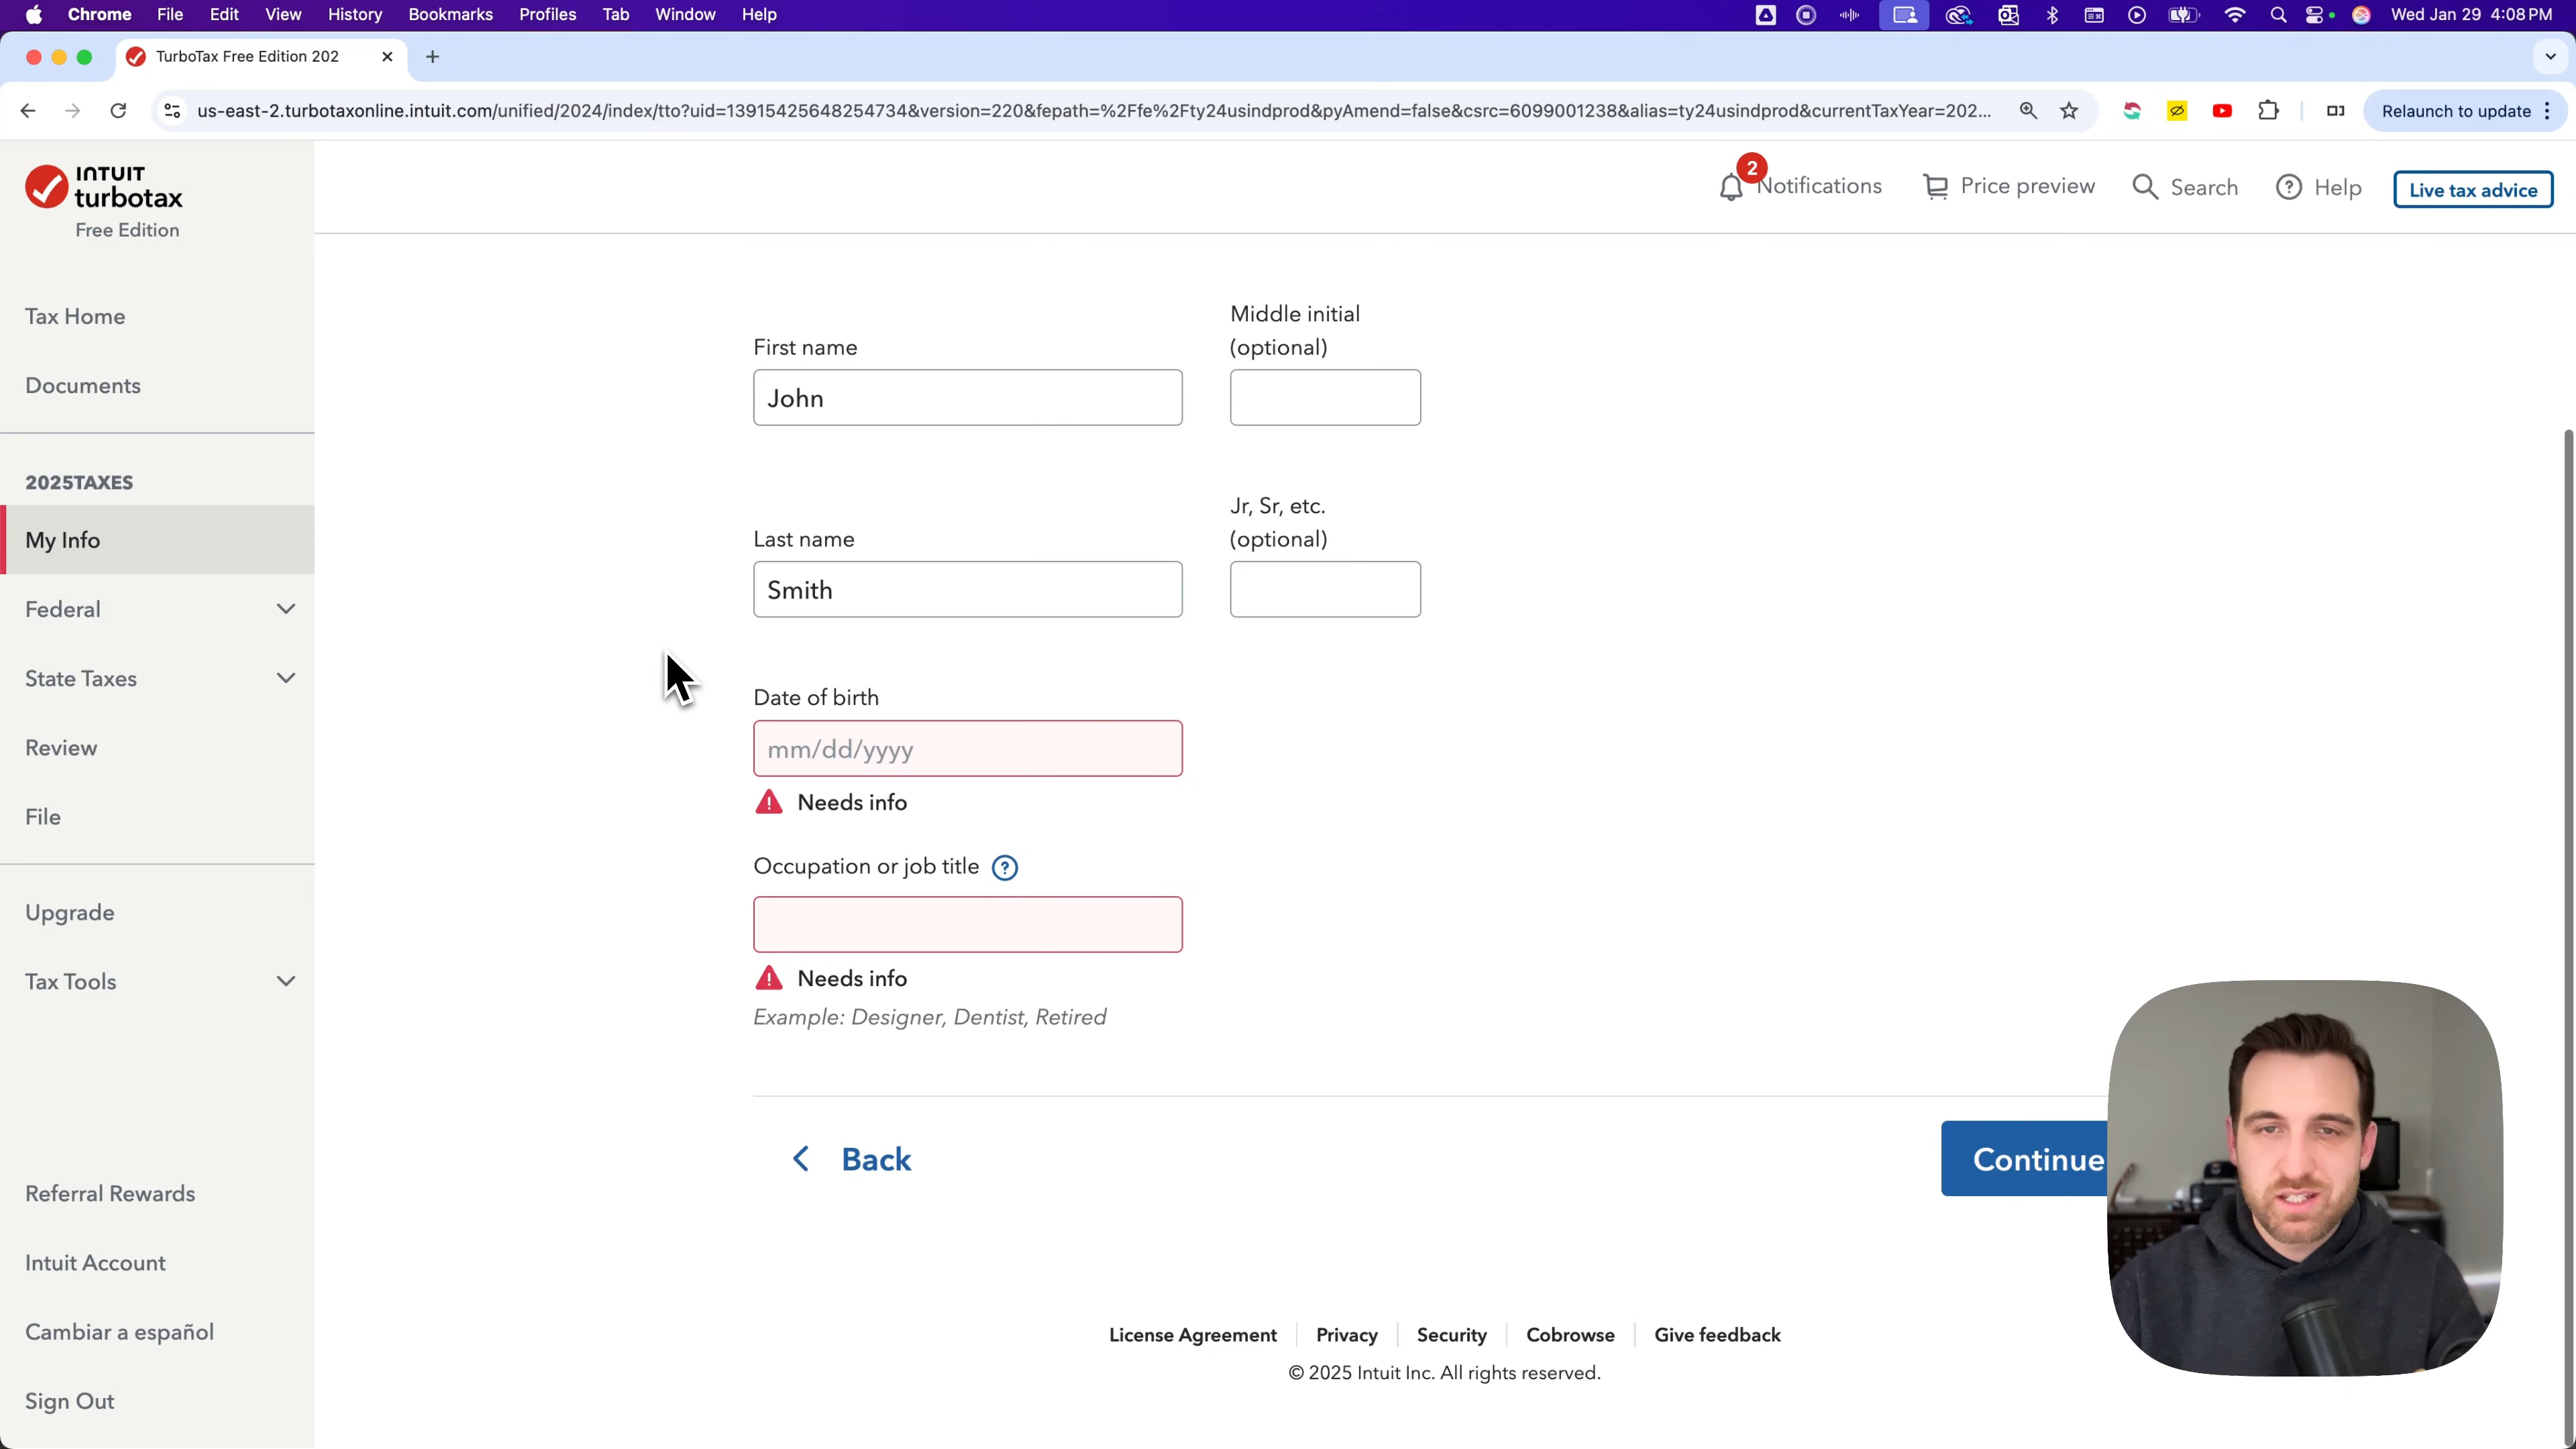 Chrome File Edit View History Bookmarks Profiles Tab Window Help Wed Jan 29 4:08 PM
TurboTax Free Edition 202
us-east-2.turbotaxonline.intuit.com/unified/2024/index/tto?uid=13915425648254734&version=220&fepath=%2Ffe%2Fty24usindprod&pyAmend=false&csrc=6099001238&alias=ty24usindprod&currentTaxYear=202... Relaunch to update
INTUIT
turbotax
Free Edition
2 Notifications Price preview Search Help Live tax advice
Tax Home
Documents
2025TAXES
My Info
Federal
State Taxes
Review
File
Upgrade
Tax Tools
Referral Rewards
Intuit Account
Cambiar a español
Sign Out
First name
John
Middle initial
(optional)
Last name
Smith
Jr, Sr, etc.
(optional)
Date of birth
mm/dd/yyyy
Needs info
Occupation or job title
Needs info
Example: Designer, Dentist, Retired
Back
Continue
License Agreement Privacy Security Cobrowse Give feedback
© 2025 Intuit Inc. All rights reserved.